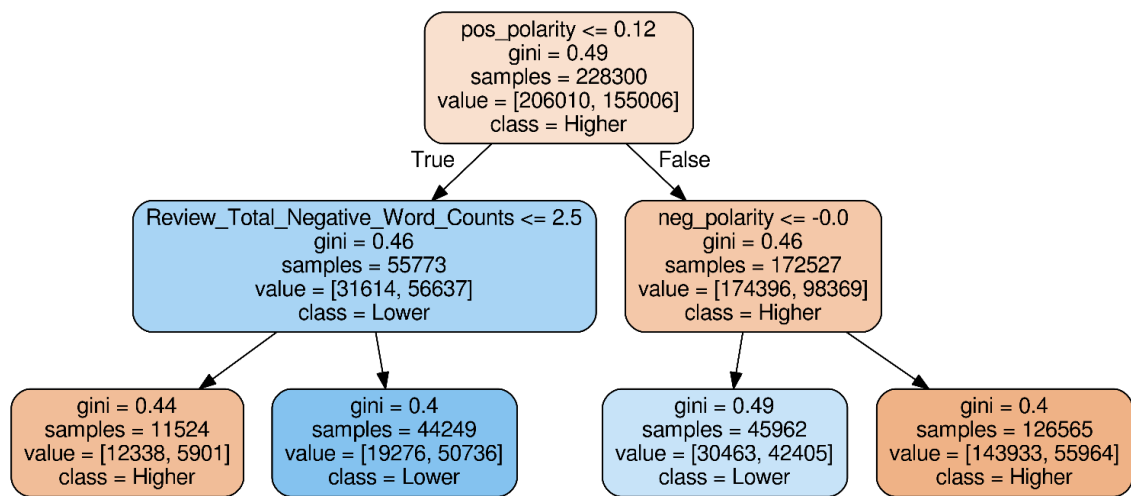 pos_polarity <= 0.12
gini = 0.49
samples = 228300
value = [206010, 155006]
class = Higher
True
False
Review_Total_Negative_Word_Counts <= 2.5
gini = 0.46
samples = 55773
value = [31614, 56637]
class = Lower
neg_polarity <= -0.0
gini = 0.46
samples = 172527
value = [174396, 98369]
class = Higher
gini = 0.44
samples = 11524
value = [12338, 5901]
class = Higher
gini = 0.4
samples = 44249
value = [19276, 50736]
class = Lower
gini = 0.49
samples = 45962
value = [30463, 42405]
class = Lower
gini = 0.4
samples = 126565
value = [143933, 55964]
class = Higher